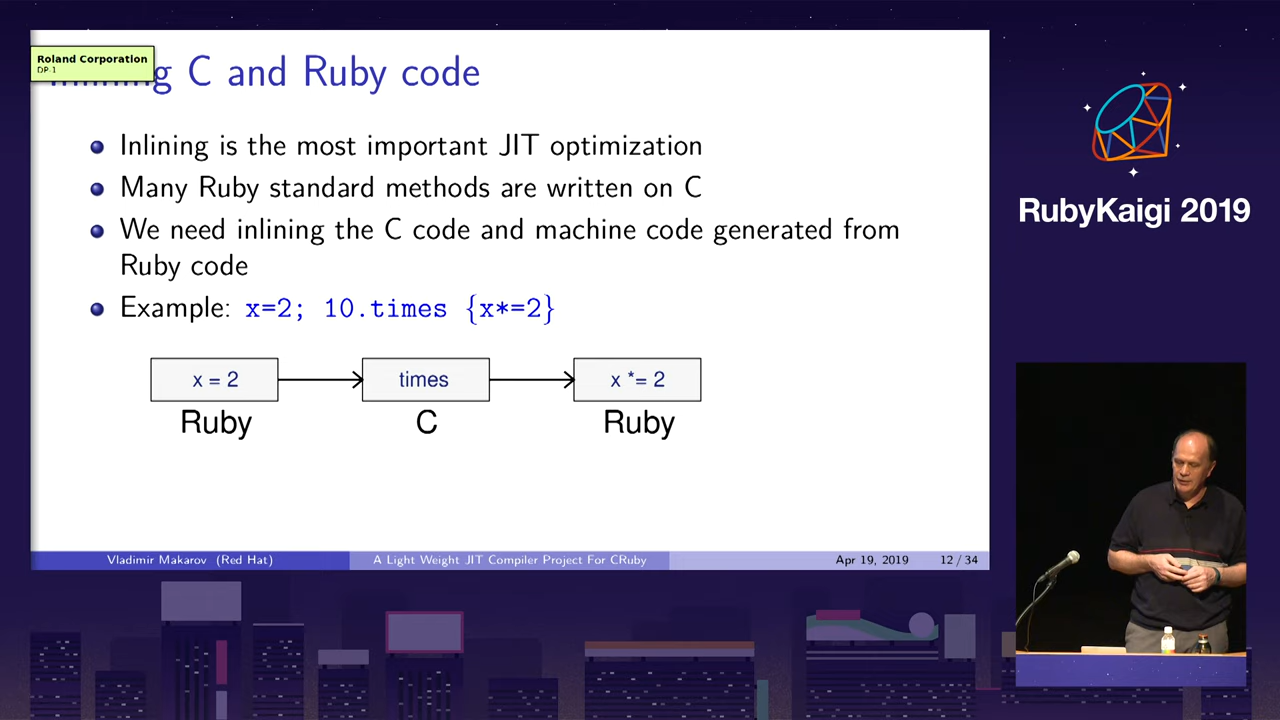 Roland Corporation
DP-1
Inlining C and Ruby code
Inlining is the most important JIT optimization
Many Ruby standard methods are written on C
We need inlining the C code and machine code generated from
Ruby code
Example: x=2; 10.times {x*=2}
x = 2
times
x *= 2
Ruby
C
Ruby
Vladimir Makarov (Red Hat)
A Light Weight JIT Compiler Project For CRuby
Apr 19, 2019
12 / 34
RubyKaigi 2019